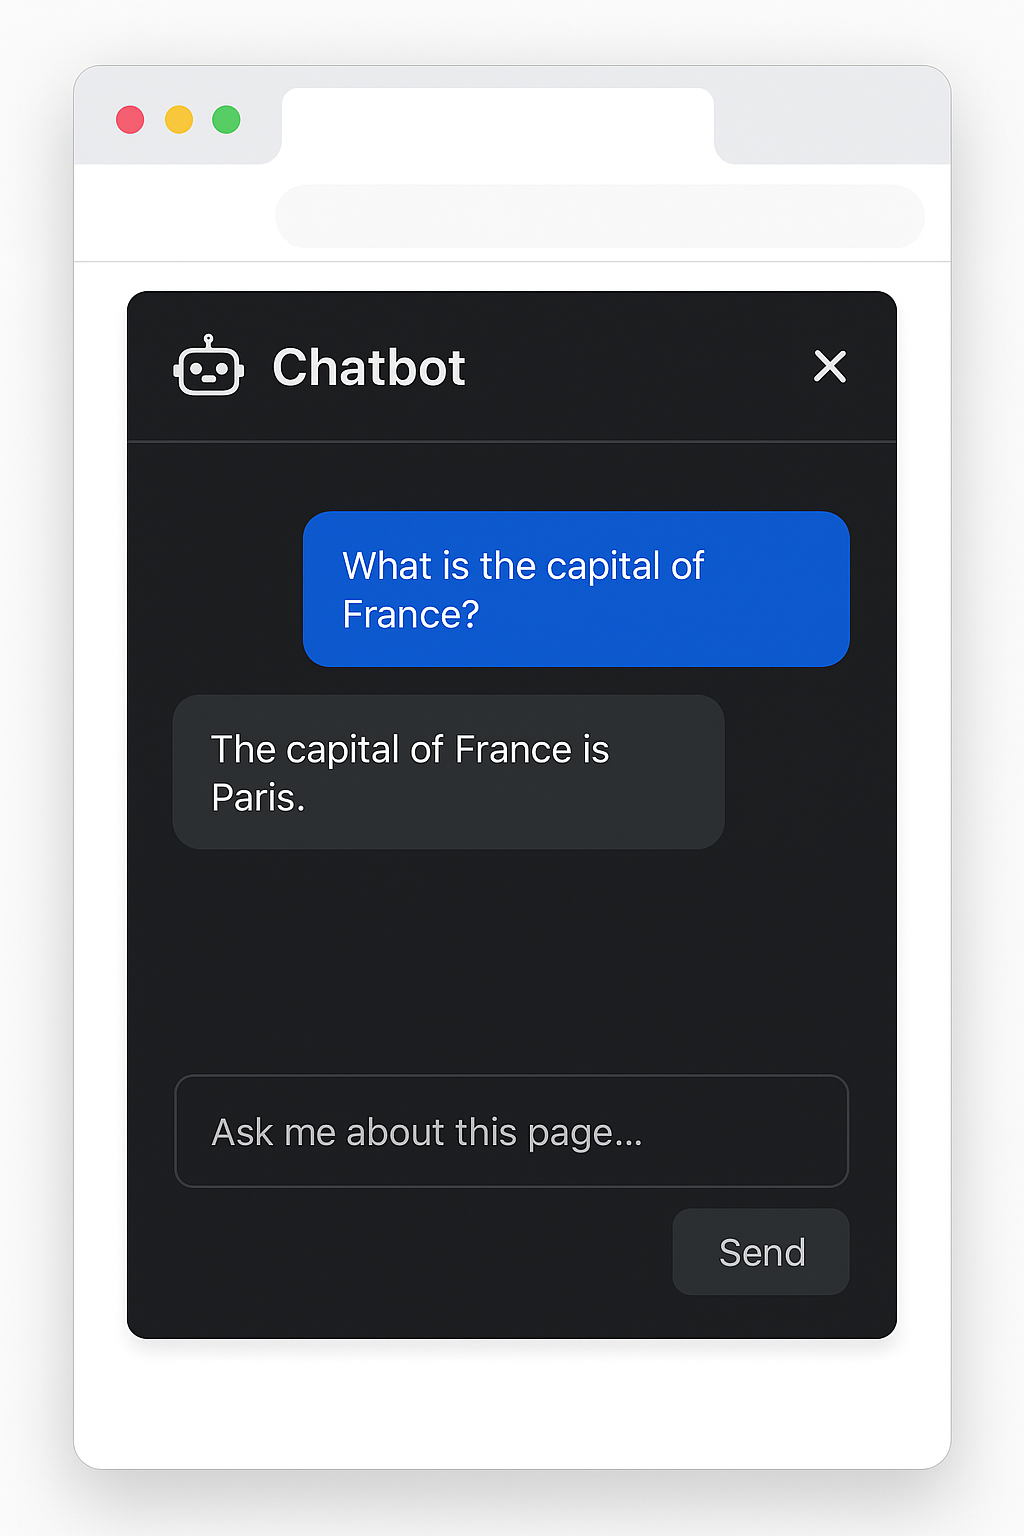 Chatbot
What is the capital of
France?
The capital of France is
Paris.
Ask me about this page...
Send